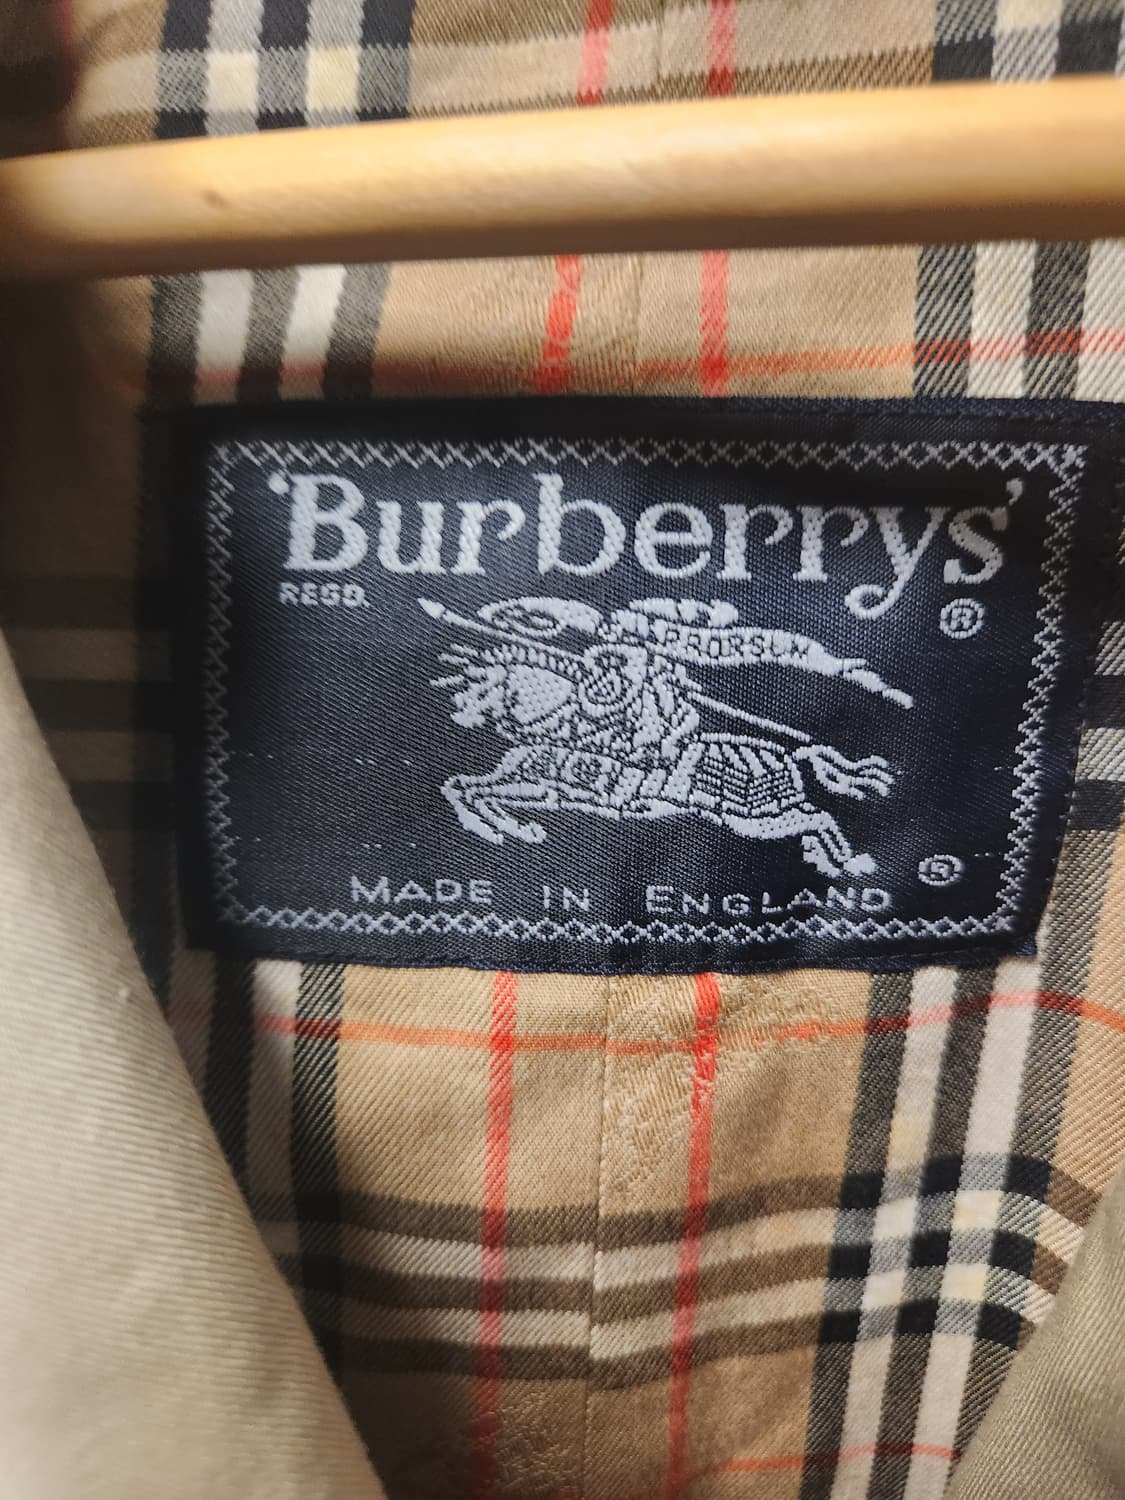 'Burberrys'
REGD.
®
PRORSUM
®
MADE IN ENGLAND